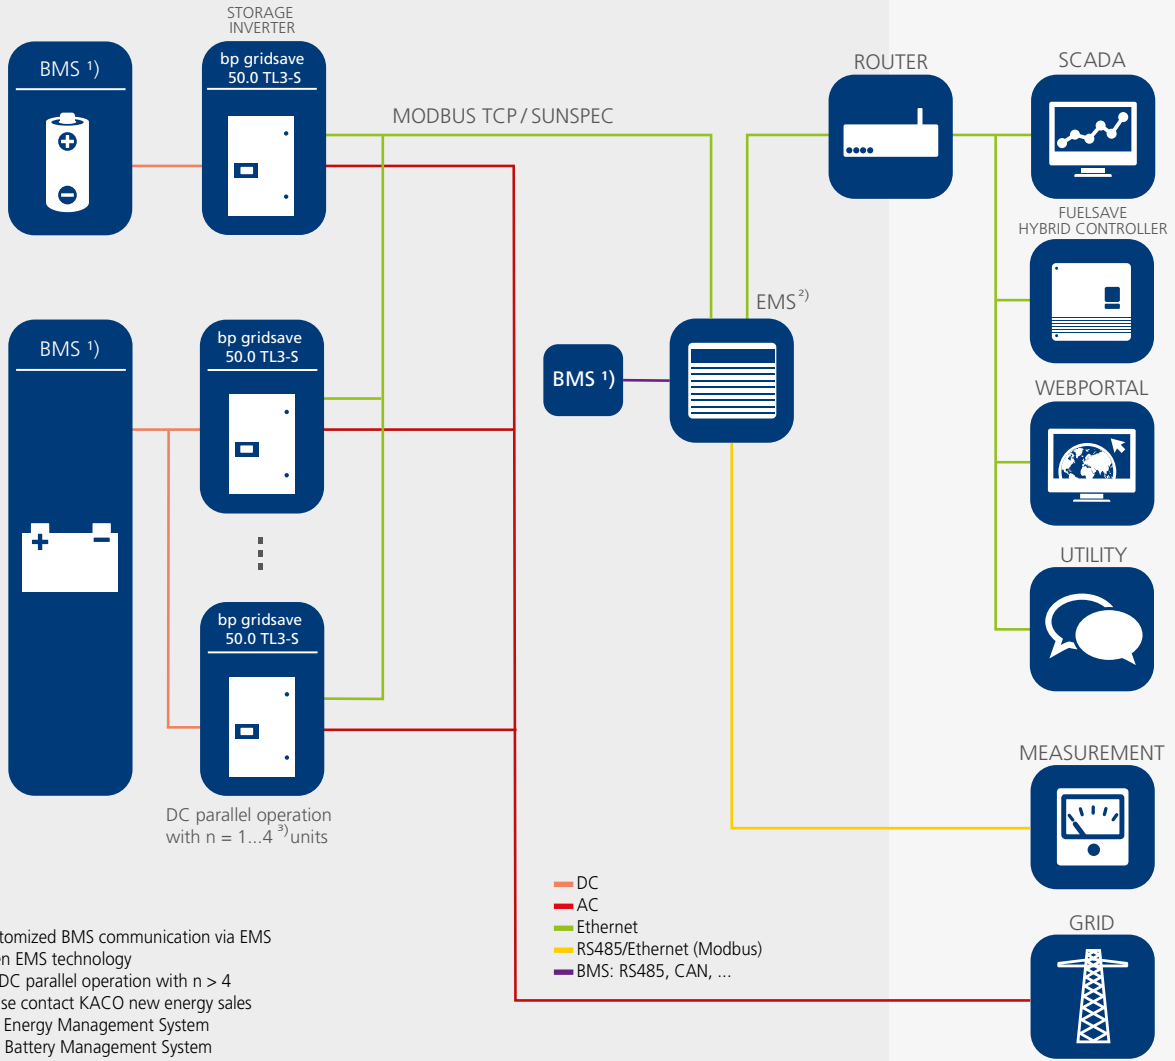 STORAGE
INVERTER
BMS ¹)
bp gridsave
50.0 TL3-S
MODBUS TCP / SUNSPEC
ROUTER
SCADA
FUELSAVE
HYBRID CONTROLLER
BMS ¹)
bp gridsave
50.0 TL3-S
BMS ¹)
EMS ²)
WEBPORTAL
UTILITY
bp gridsave
50.0 TL3-S
DC parallel operation
with n = 1...4 ³) units
MEASUREMENT
DC
AC
Ethernet
RS485/Ethernet (Modbus)
BMS: RS485, CAN, ...
GRID
BMS communication via EMS
EMS technology
DC parallel operation with n > 4
contact KACO new energy sales
Energy Management System
Battery Management System